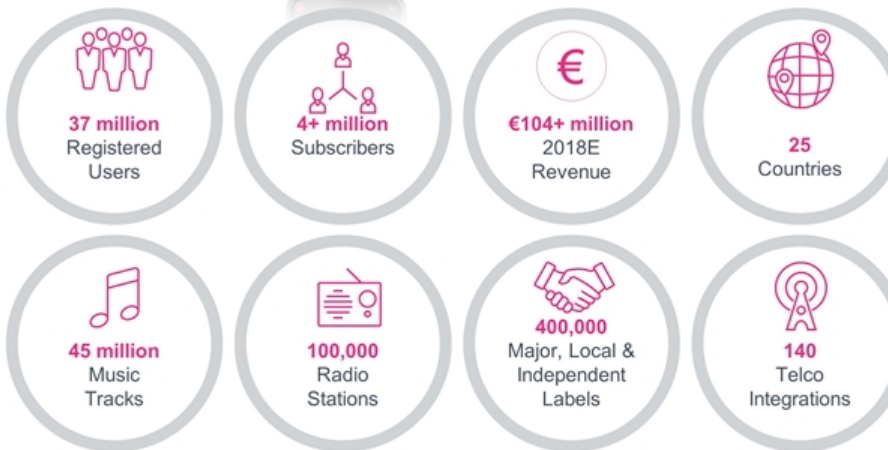 37 million
Registered
Users
4+ million
Subscribers
€
€104+ million
2018E
Revenue
25
Countries
45 million
Music
Tracks
100,000
Radio
Stations
400,000
Major, Local &
Independent
Labels
140
Telco
Integrations